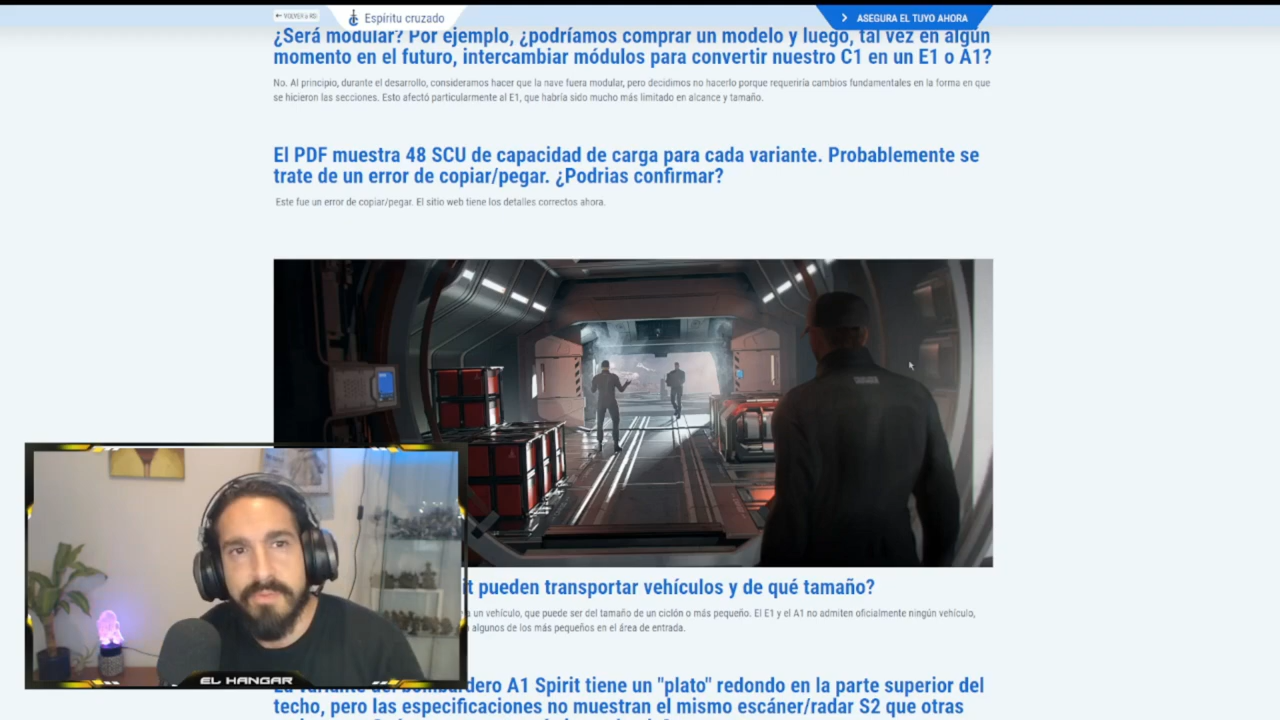 VOLVER a RSI
Espíritu cruzado
ASEGURA EL TUYO AHORA
¿Será modular? Por ejemplo, ¿podríamos comprar un modelo y luego, tal vez en algún
momento en el futuro, intercambiar módulos para convertir nuestro C1 en un E1 o A1?
No. Al principio, durante el desarrollo, consideramos hacer que la nave fuera modular, pero decidimos no hacerlo porque requeriría cambios fundamentales en la forma en que
se hicieron las secciones. Esto afectó particularmente al E1, que habría sido mucho más limitado en alcance y tamaño.
El PDF muestra 48 SCU de capacidad de carga para cada variante. Probablemente se
trate de un error de copiar/pegar. ¿Podrias confirmar?
Este fue un error de copiar/pegar. El sitio web tiene los detalles correctos ahora.
it pueden transportar vehículos y de qué tamaño?
a un vehículo, que puede ser del tamaño de un ciclón o más pequeño. El E1 y el A1 no admiten oficialmente ningún vehículo,
algunos de los más pequeños en el área de entrada.
EL HANGAR
La variante del bombardero A1 Spirit tiene un "plato" redondo en la parte superior del
techo, pero las especificaciones no muestran el mismo escáner/radar S2 que otras